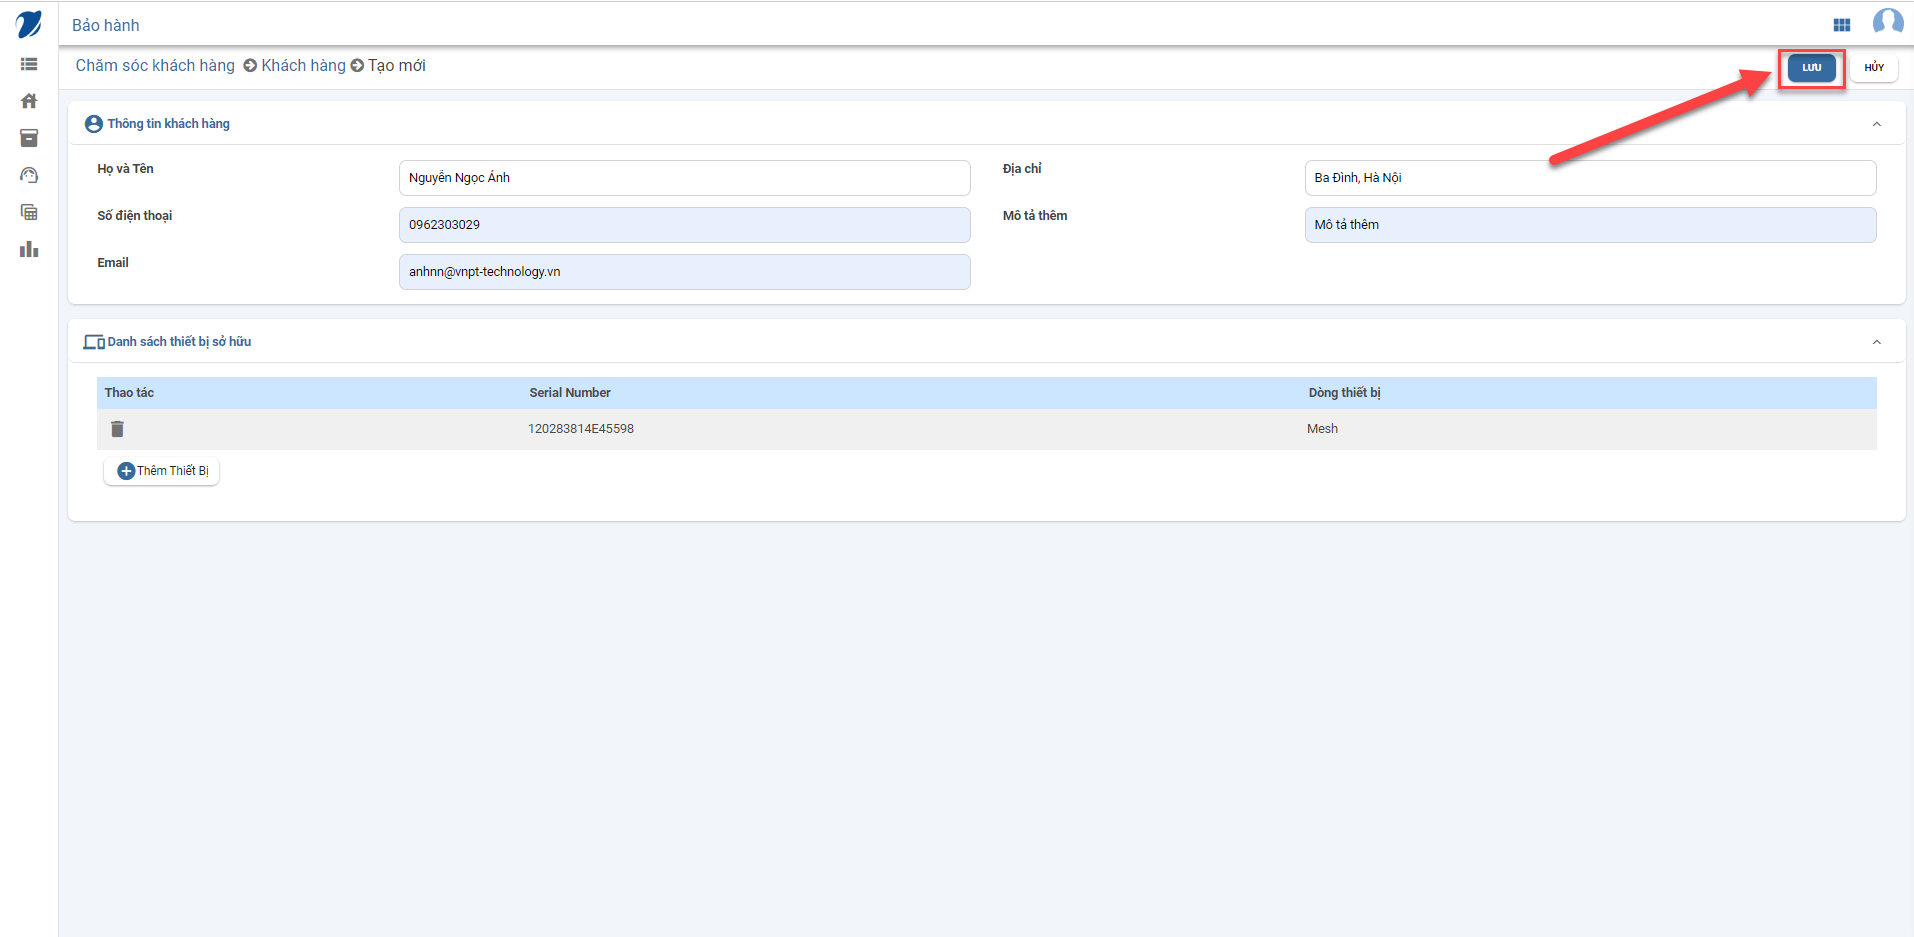 Bảo hành
Chăm sóc khách hàng Khách hàng Tạo mới
LƯU
HỦY
Thông tin khách hàng
Họ và Tên
Nguyễn Ngọc Ánh
Địa chỉ
Ba Đình, Hà Nội
Số điện thoại
0962303029
Mô tả thêm
Mô tả thêm
Email
anhnn@vnpt-technology.vn
Danh sách thiết bị sở hữu
Thao tác Serial Number Dòng thiết bị
120283814E45598 Mesh
Thêm Thiết Bị